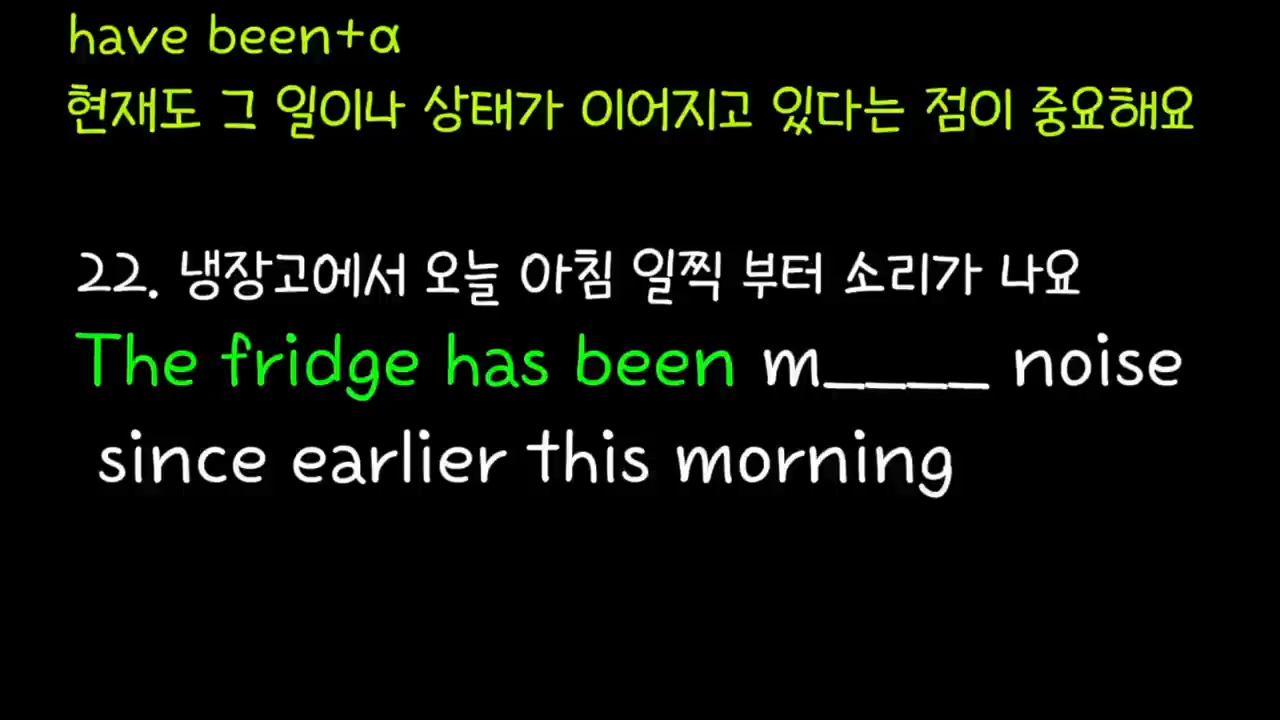 have been+α
현재도 그 일이나 상태가 이어지고 있다는 점이 중요해요
22. 냉장고에서 오늘 아침 일찍 부터 소리가 나요
The fridge has been m____ noise
since earlier this morning